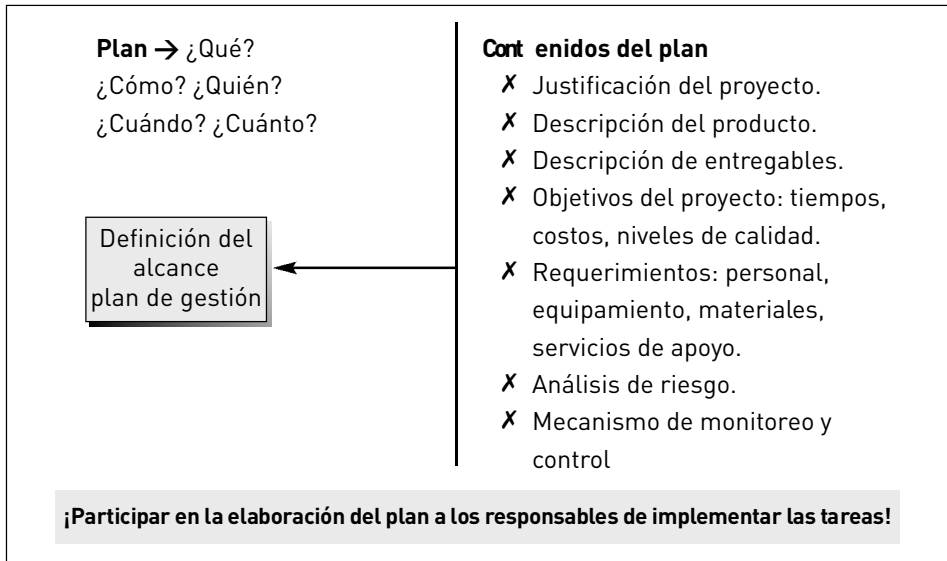 Plan → ¿Qué?
¿Cómo? ¿Quién?
¿Cuándo? ¿Cuánto?
Definición del
alcance
plan de gestión
Cont enidos del plan
✗ Justificación del proyecto.
✗ Descripción del producto.
✗ Descripción de entregables.
✗ Objetivos del proyecto: tiempos,
costos, niveles de calidad.
✗ Requerimientos: personal,
equipamiento, materiales,
servicios de apoyo.
✗ Análisis de riesgo.
✗ Mecanismo de monitoreo y
control
¡Participar en la elaboración del plan a los responsables de implementar las tareas!